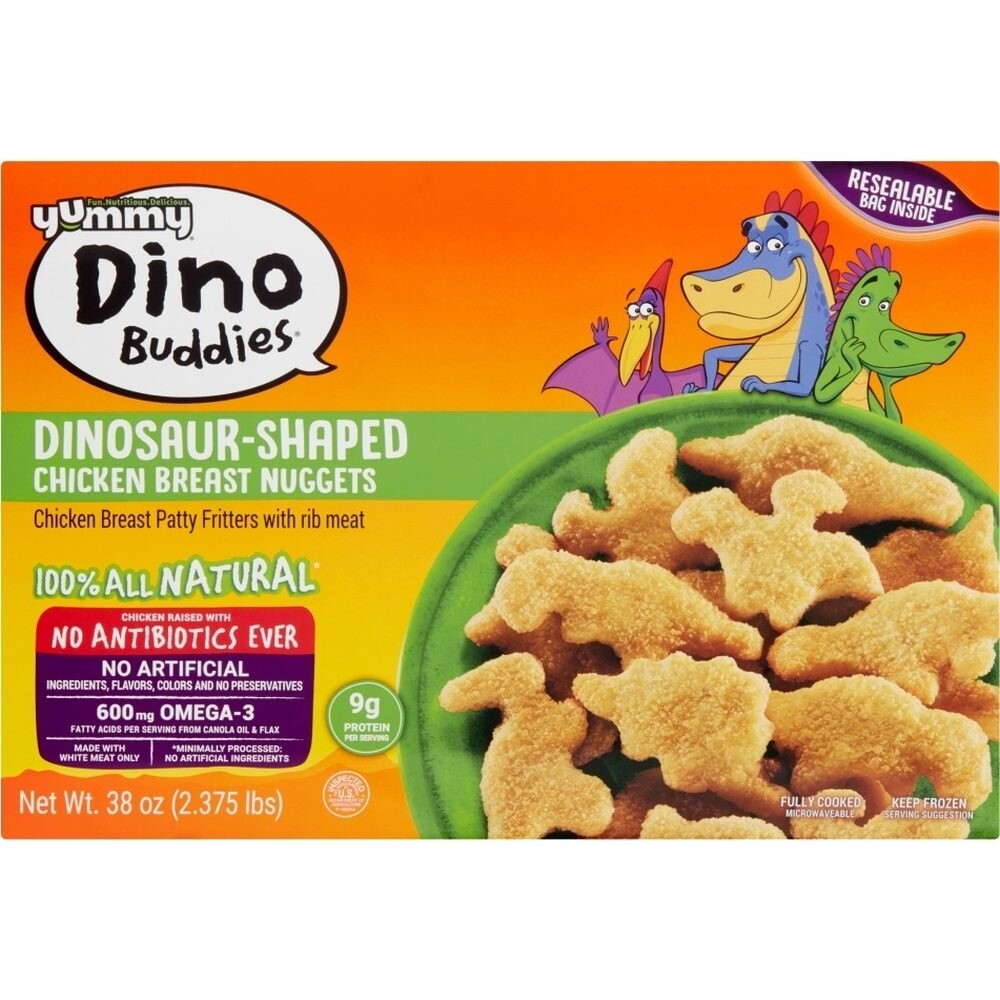 Fun.Nutritious.Delicious.
yummy
Dino
Buddies®
RESEALABLE
BAG INSIDE
DINOSAUR-SHAPED
CHICKEN BREAST NUGGETS
Chicken Breast Patty Fritters with rib meat
100% ALL NATURAL*
CHICKEN RAISED WITH
NO ANTIBIOTICS EVER
NO ARTIFICIAL
INGREDIENTS, FLAVORS, COLORS AND NO PRESERVATIVES
600mg OMEGA-3
FATTY ACIDS PER SERVING FROM CANOLA OIL & FLAX
MADE WITH
WHITE MEAT ONLY
*MINIMALLY PROCESSED:
NO ARTIFICIAL INGREDIENTS
9g
PROTEIN
PER SERVING
INSPECTED
U.S.
DEPARTMENT OF
AGRICULTURE
Net Wt. 38 oz (2.375 lbs)
FULLY COOKED
MICROWAVEABLE
KEEP FROZEN
SERVING SUGGESTION